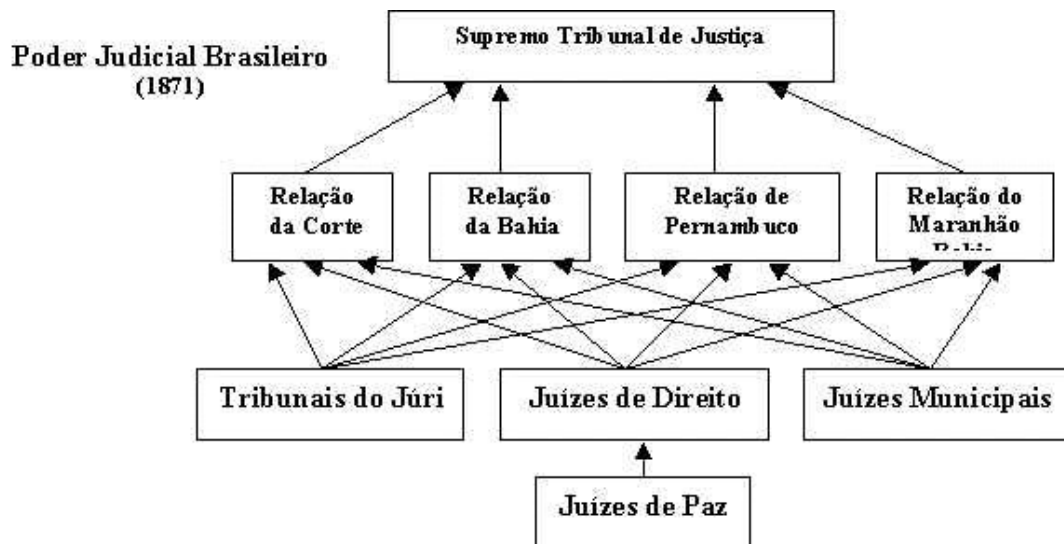 Supremo Tribunal de Justiça
Poder Judicial Brasileiro
(1871)
Relação
da Corte
Relação
da Bahia
Relação de
Pernambuco
Relação do
Maranhão
Tribunais do Júri
Juízes de Direito
Juízes Municipais
Juízes de Paz